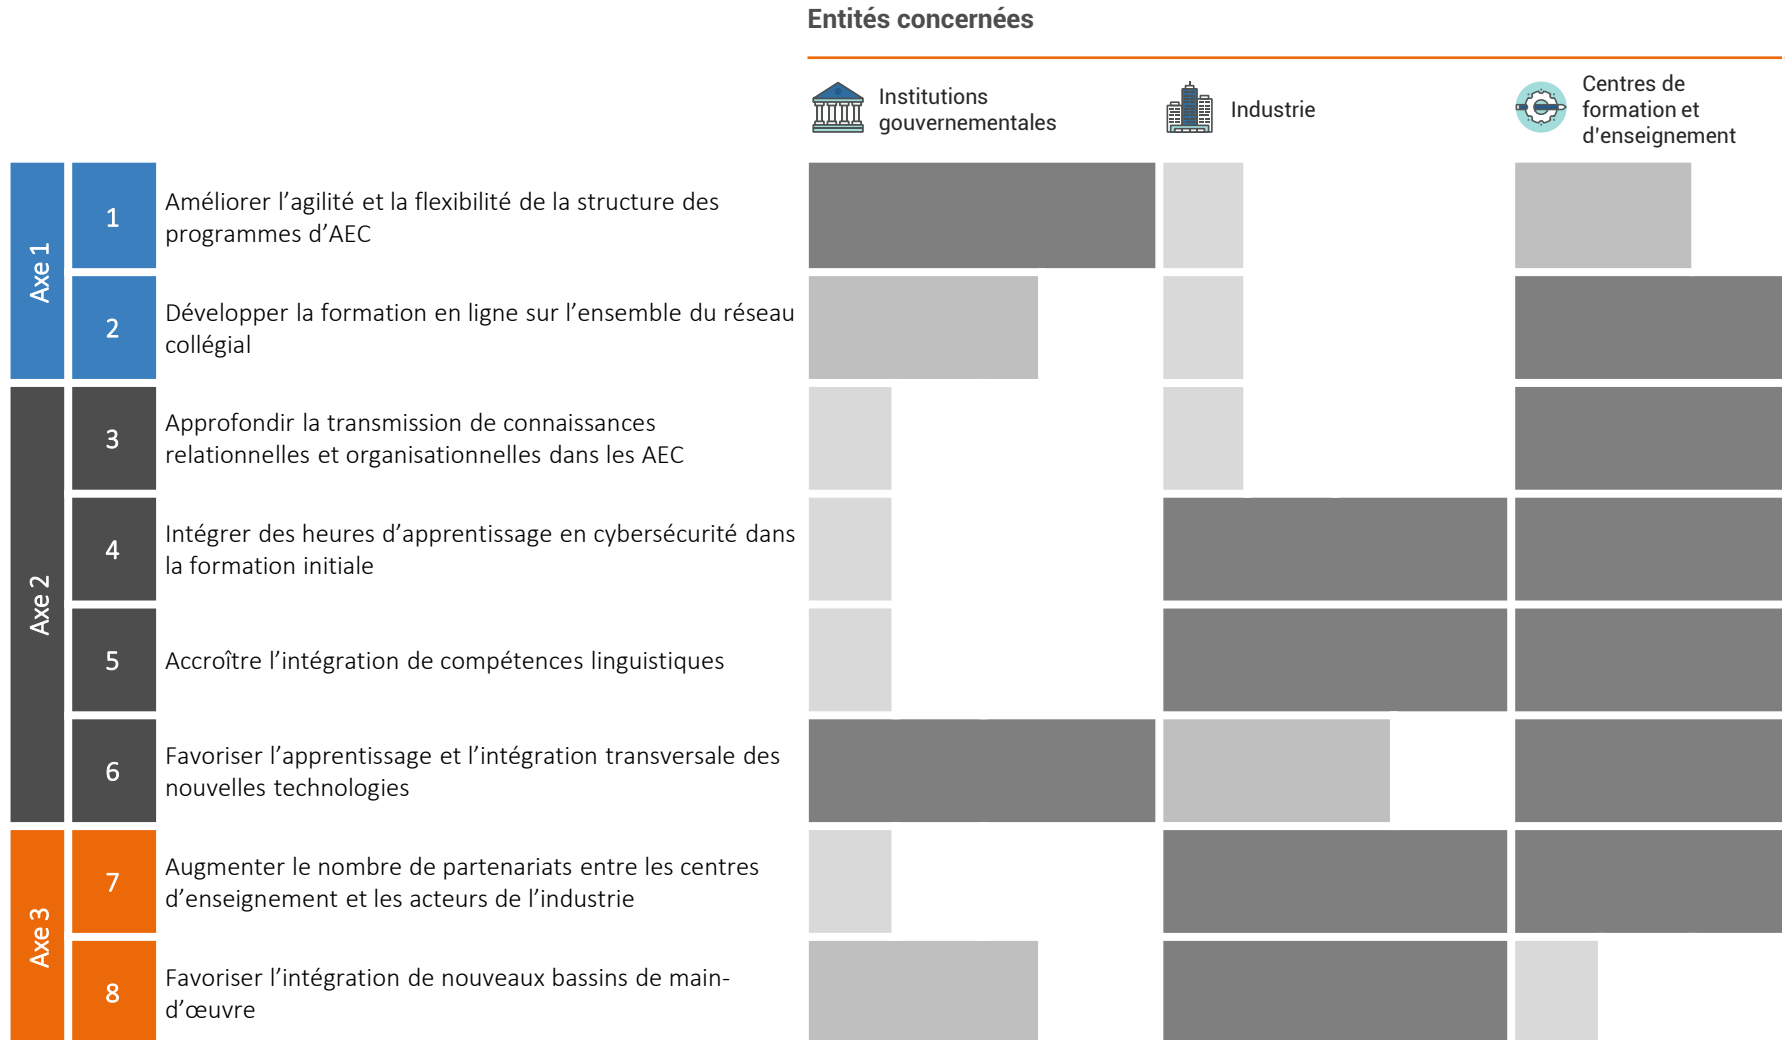 Entités concernées
Institutions
gouvernementales
Industrie
Centres de
formation et
d'enseignement
Axe 1
1
Améliorer l’agilité et la flexibilité de la structure des
programmes d’AEC
2
Développer la formation en ligne sur l’ensemble du réseau
collégial
Axe 2
3
Approfondir la transmission de connaissances
relationnelles et organisationnelles dans les AEC
4
Intégrer des heures d’apprentissage en cybersécurité dans
la formation initiale
5
Accroître l’intégration de compétences linguistiques
6
Favoriser l’apprentissage et l’intégration transversale des
nouvelles technologies
Axe 3
7
Augmenter le nombre de partenariats entre les centres
d’enseignement et les acteurs de l’industrie
8
Favoriser l’intégration de nouveaux bassins de main-
d’œuvre